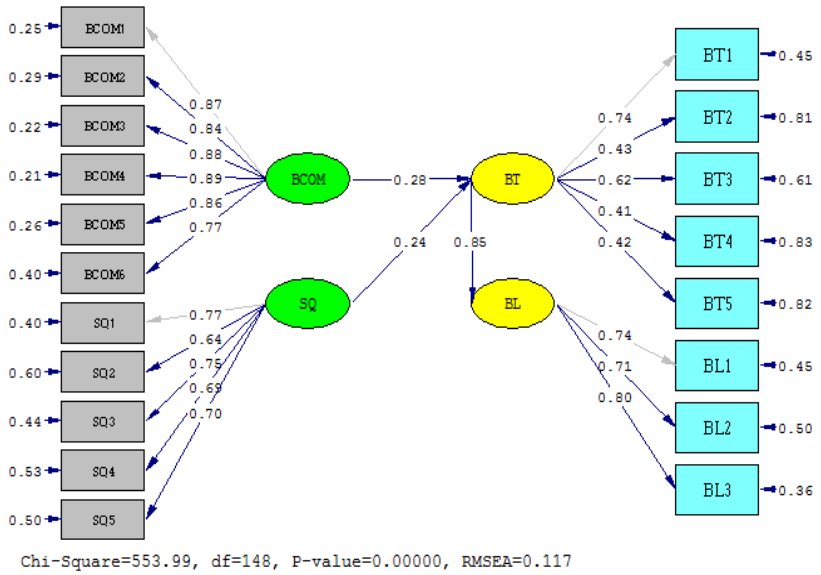 0.25 BCOM1
0.29 BCOM2
0.22 BCOM3
0.21 BCOM4
0.26 BCOM5
0.40 BCOM6
0.40 SQ1
0.60 SQ2
0.44 SQ3
0.53 SQ4
0.50 SQ5
0.87
0.84
0.88
0.89
0.86
0.77
0.77
0.64
0.75
0.69
0.70
BCOM
SQ
0.28
0.24
0.85
BT
BL
0.74
0.43
0.62
0.41
0.42
0.74
0.71
0.80
BT1 0.45
BT2 0.81
BT3 0.61
BT4 0.83
BT5 0.82
BL1 0.45
BL2 0.50
BL3 0.36
Chi-Square=553.99, df=148, P-value=0.00000, RMSEA=0.117